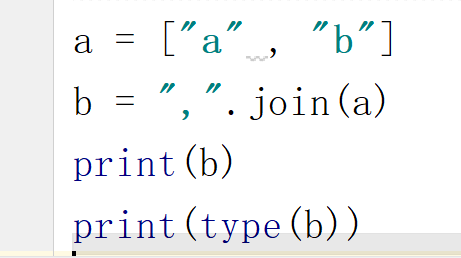 a = ["a" , "b"]
b = ",".join(a)
print(b)
print(type(b))